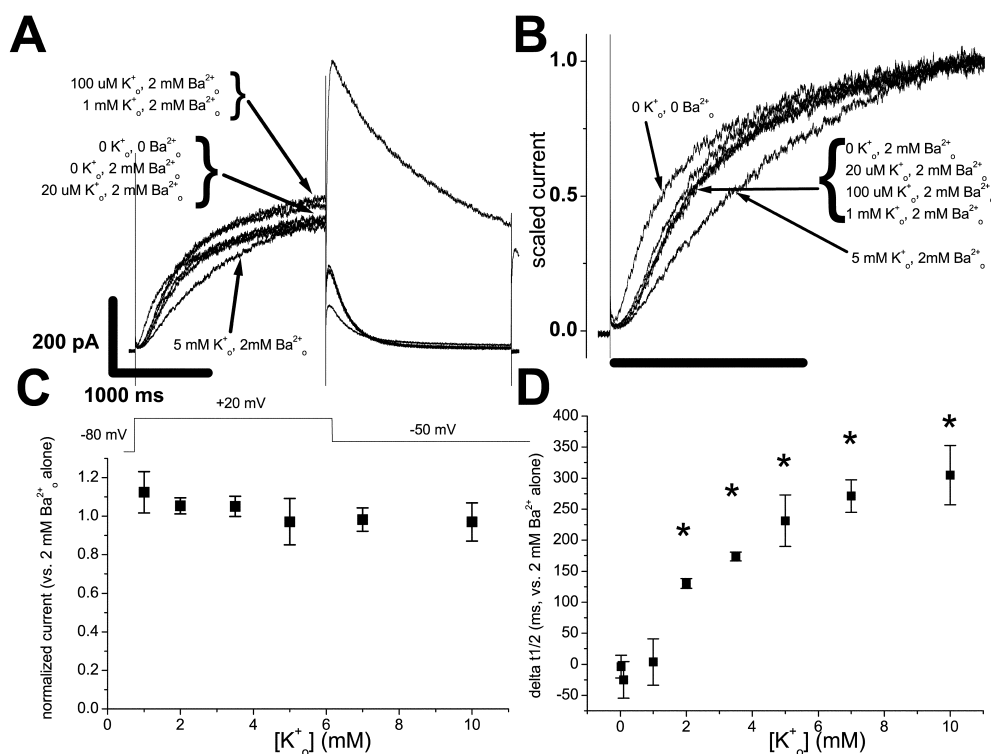 A
100 uM K⁺ₒ, 2 mM Ba²⁺ₒ
1 mM K⁺ₒ, 2 mM Ba²⁺ₒ
0 K⁺ₒ, 0 Ba²⁺ₒ
0 K⁺ₒ, 2 mM Ba²⁺ₒ
20 uM K⁺ₒ, 2 mM Ba²⁺ₒ
5 mM K⁺ₒ, 2mM Ba²⁺ₒ
200 pA
1000 ms
-80 mV
+20 mV
-50 mV
B
scaled current
1.0
0.5
0.0
0 K⁺ₒ, 0 Ba²⁺ₒ
0 K⁺ₒ, 2 mM Ba²⁺ₒ
20 uM K⁺ₒ, 2 mM Ba²⁺ₒ
100 uM K⁺ₒ, 2 mM Ba²⁺ₒ
1 mM K⁺ₒ, 2 mM Ba²⁺ₒ
5 mM K⁺ₒ, 2mM Ba²⁺ₒ
C
normalized current (vs. 2 mM Ba²⁺ₒ alone)
1.2
1.0
0.8
0.6
0.4
0.2
0.0
0 2 4 6 8 10
[K⁺ₒ] (mM)
D
delta t1/2 (ms, vs. 2 mM Ba²⁺ alone)
400
350
300
250
200
150
100
50
0
-50
* * * * *
0 2 4 6 8 10
[K⁺ₒ] (mM)